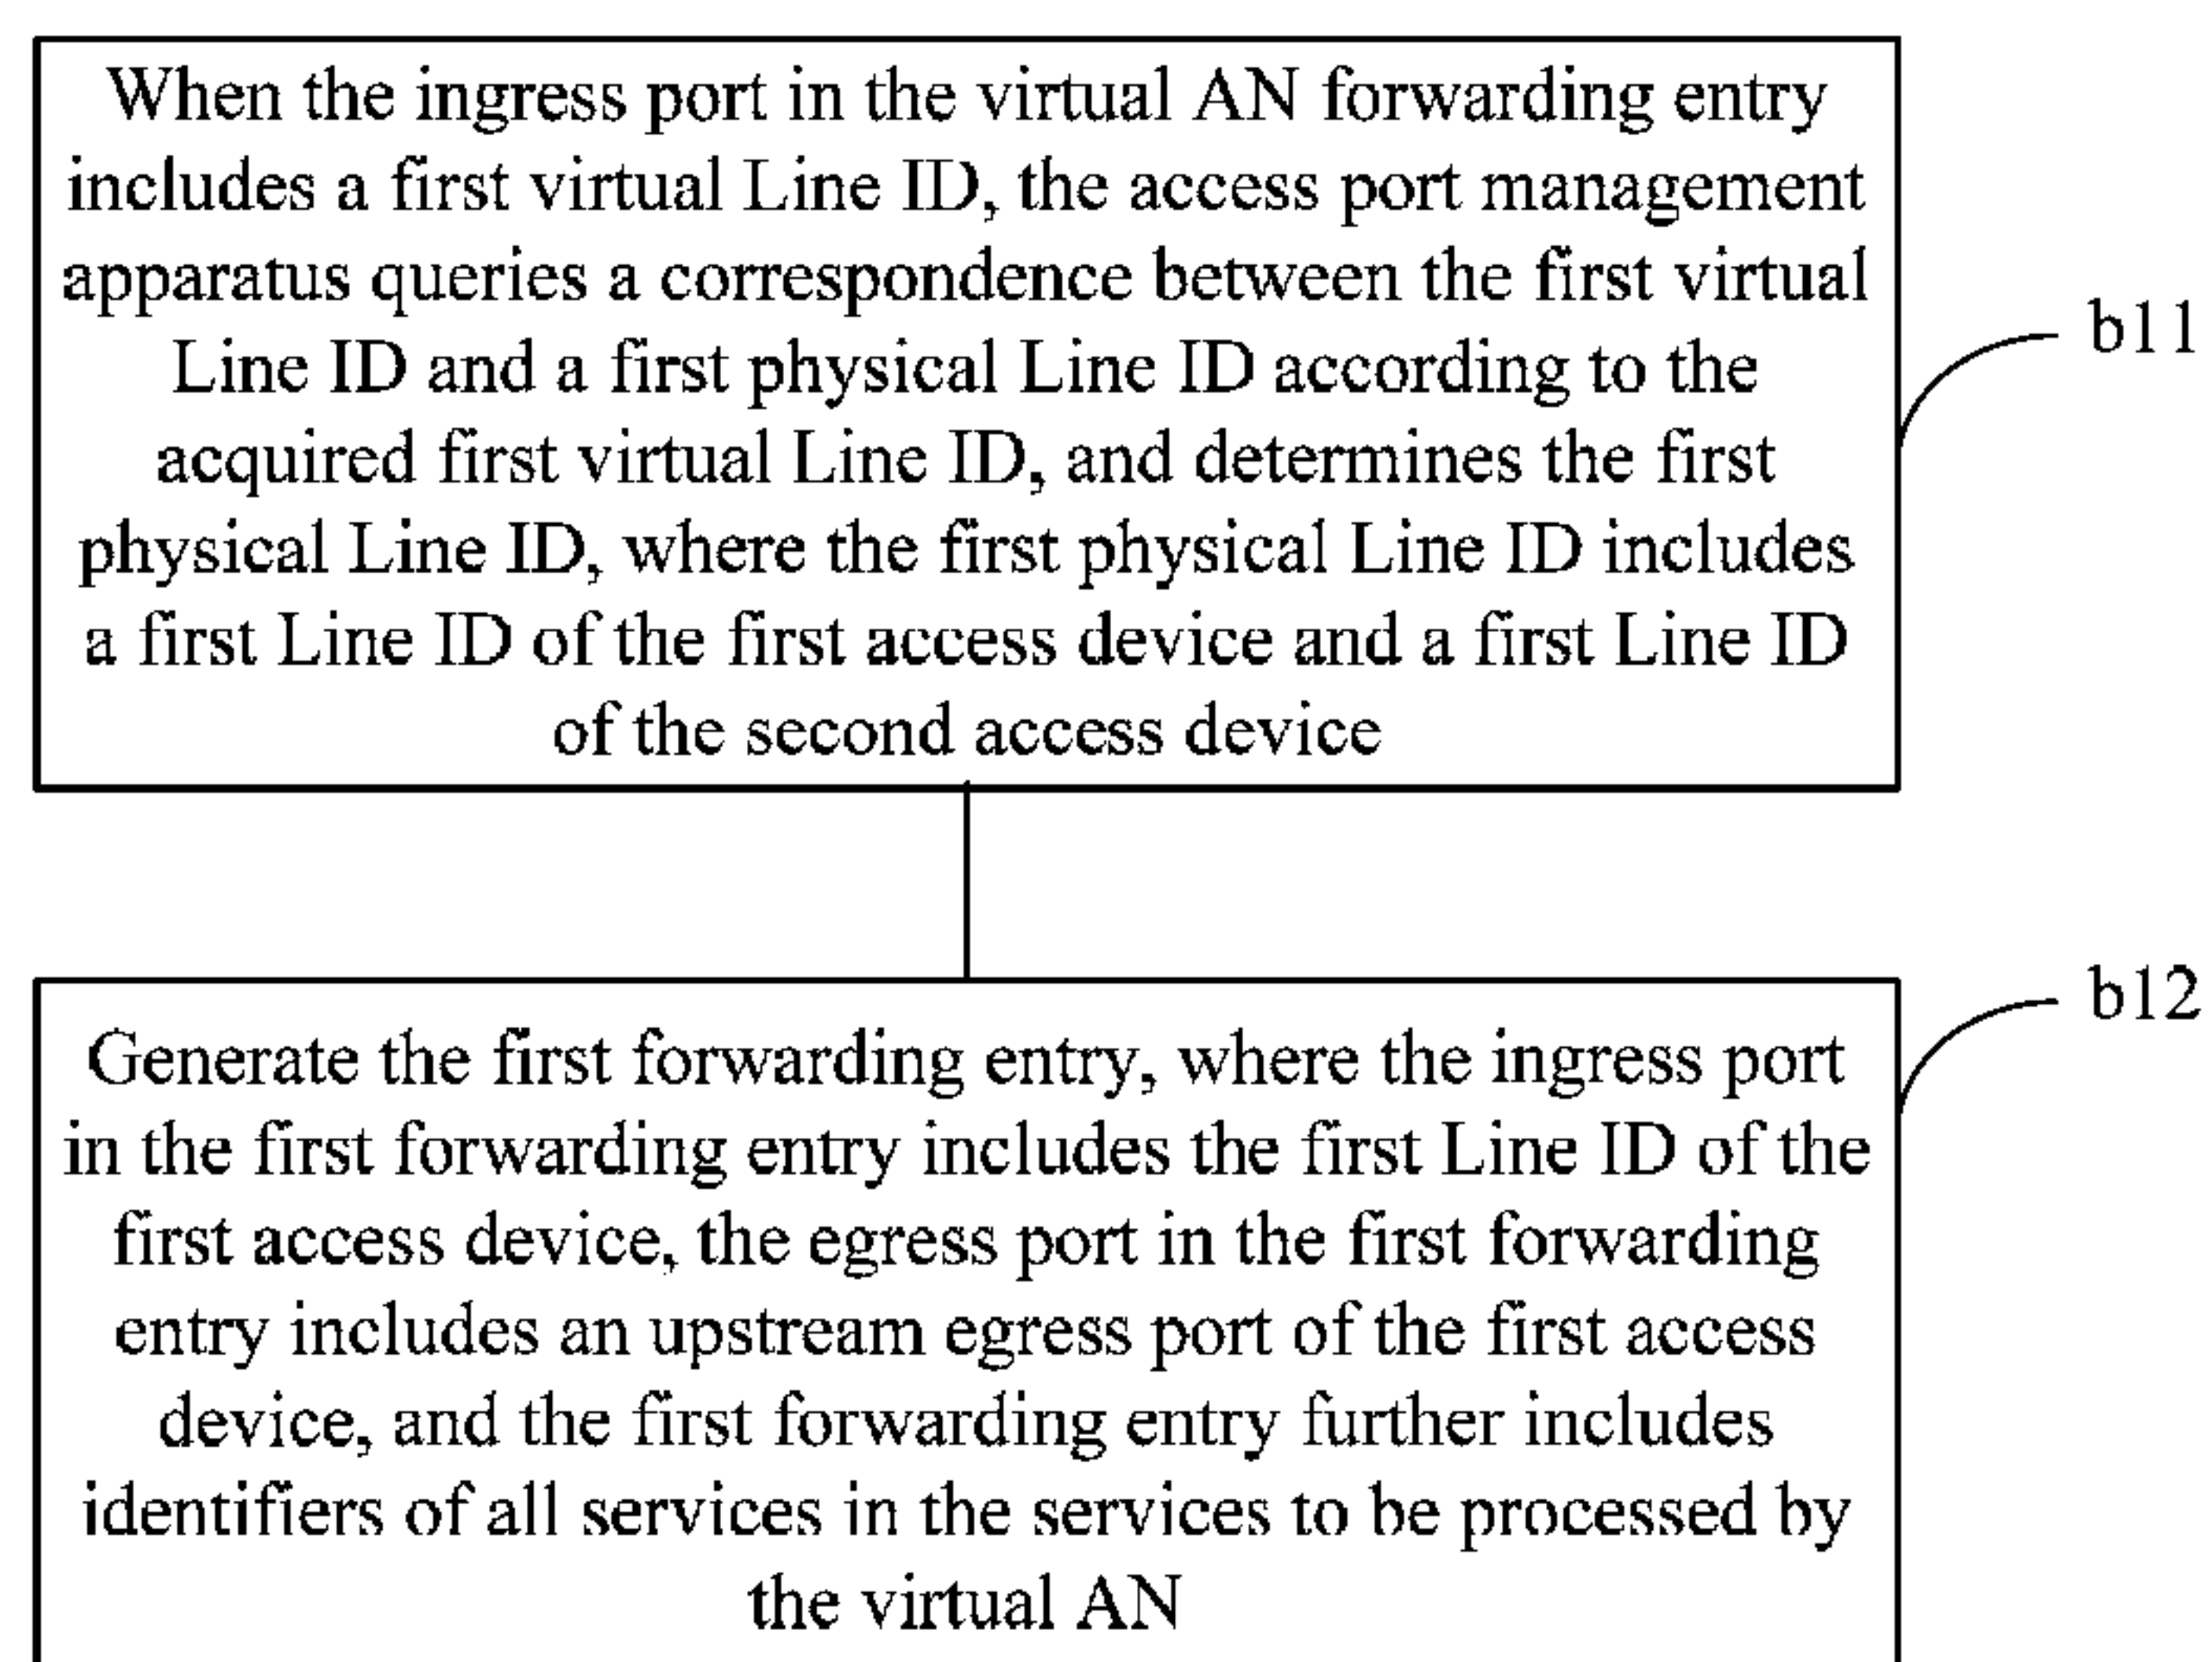 When the ingress port in the virtual AN forwarding entry
includes a first virtual Line ID, the access port management
apparatus queries a correspondence between the first virtual
Line ID and a first physical Line ID according to the
acquired first virtual Line ID, and determines the first
physical Line ID, where the first physical Line ID includes
a first Line ID of the first access device and a first Line ID
of the second access device
b11
Generate the first forwarding entry, where the ingress port
in the first forwarding entry includes the first Line ID of the
first access device, the egress port in the first forwarding
entry includes an upstream egress port of the first access
device, and the first forwarding entry further includes
identifiers of all services in the services to be processed by
the virtual AN
b12